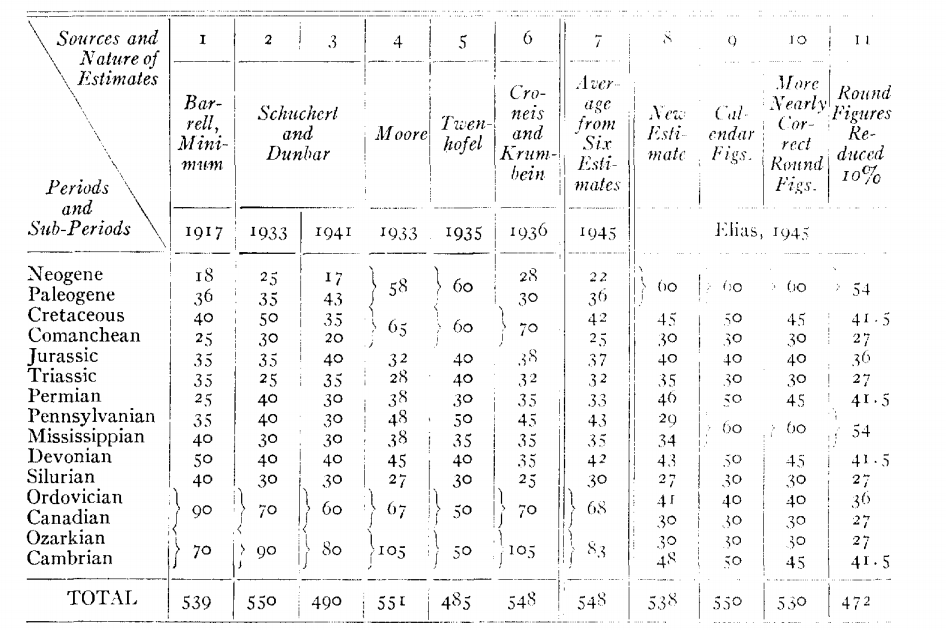 Sources and Nature of Estimates 1 2 3 4 5 6 7 8 9 10 11
Periods and Sub-Periods Barrell, Minimum Schuchert and Dunbar Moore Twenhofel Croneis and Krumbein Average from Six Estimates New Estimate Calendar Figs. More Nearly Correct Round Figs. Round Figures Reduced 10%
1917 1933 1941 1933 1935 1936 1945 Elias, 1945
Neogene 18 25 17 58 60 28 22 60 60 60 54
Paleogene 36 35 43 30 36
Cretaceous 40 50 35 65 60 70 42 45 50 45 41.5
Comanchean 25 30 20 25 30 30 30 27
Jurassic 35 35 40 32 40 38 37 40 40 40 36
Triassic 35 25 35 28 40 32 32 35 30 30 27
Permian 25 40 30 38 30 35 33 46 50 45 41.5
Pennsylvanian 35 40 30 48 50 45 43 29 60 60 54
Mississippian 40 30 30 38 35 35 35 34
Devonian 50 40 40 45 40 35 42 43 50 45 41.5
Silurian 40 30 30 27 30 25 30 27 30 30 27
Ordovician 90 70 60 67 50 70 68 41 40 40 36
Canadian 30 30 30 27
Ozarkian 70 90 80 105 50 105 83 30 30 30 27
Cambrian 48 50 45 41.5
TOTAL 539 550 490 551 485 548 548 538 550 530 472